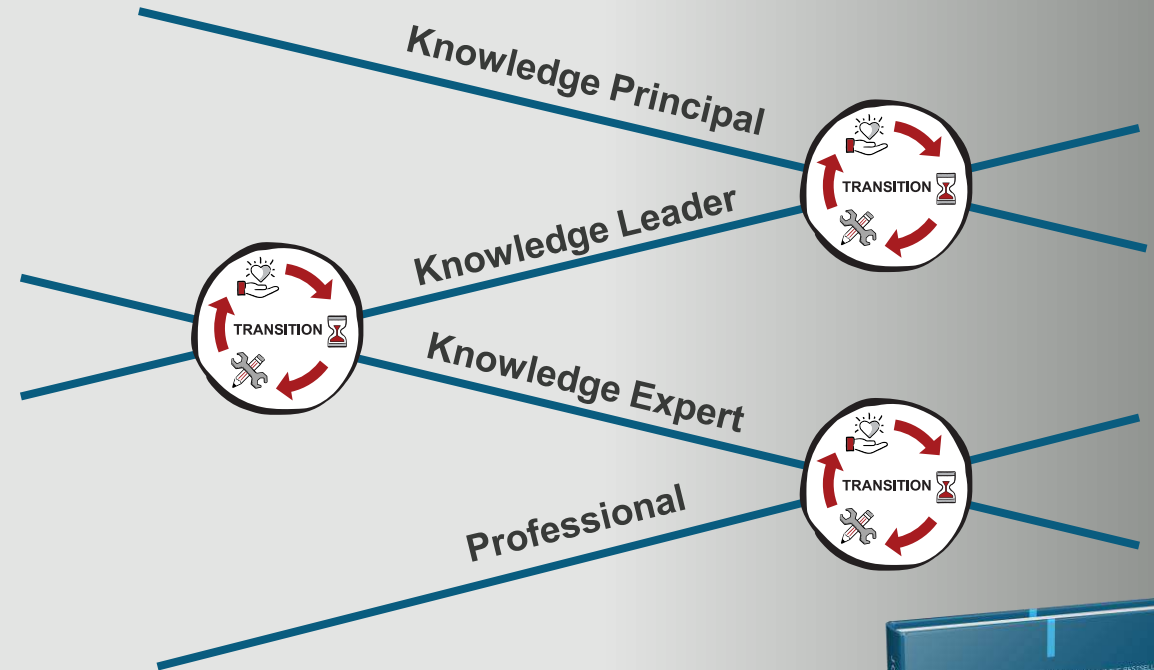 Knowledge Principal
TRANSITION
Knowledge Leader
TRANSITION
Knowledge Expert
TRANSITION
Professional